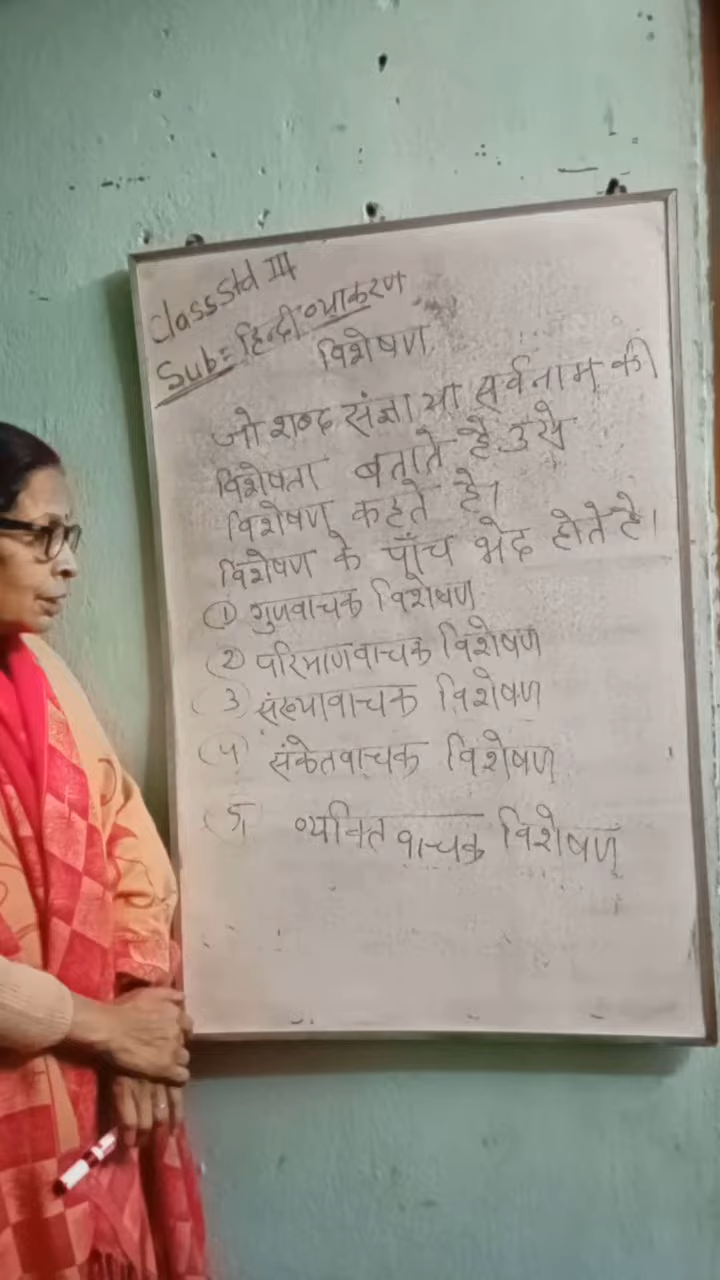 Class Std III
Sub:- हिन्दी व्याकरण
विशेषण
जो शब्द संज्ञा या सर्वनाम की
विशेषता बताते है उसे
विशेषण कहते है।
विशेषण के पाँच भेद होते है।
① गुणवाचक विशेषण
(2) परिमाणवाचक विशेषण
(3) संख्यावाचक विशेषण
(4) संकेतवाचक विशेषण
(5) व्यक्ति वाचक विशेषण